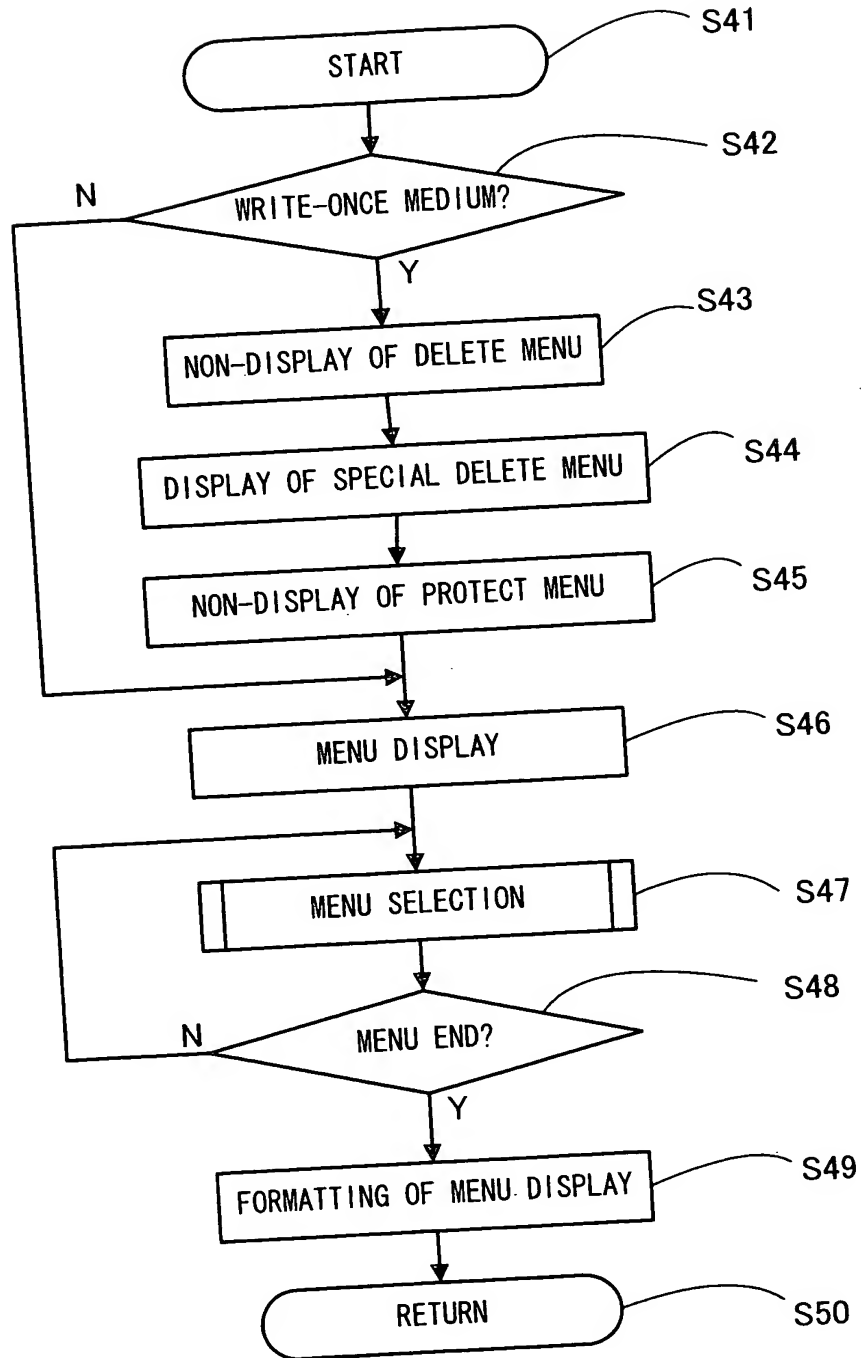 S41
START
S42
N
WRITE-ONCE MEDIUM?
Y
S43
NON-DISPLAY OF DELETE MENU
S44
DISPLAY OF SPECIAL DELETE MENU
S45
NON-DISPLAY OF PROTECT MENU
S46
MENU DISPLAY
S47
MENU SELECTION
S48
N
MENU END?
Y
S49
FORMATTING OF MENU DISPLAY
RETURN
S50